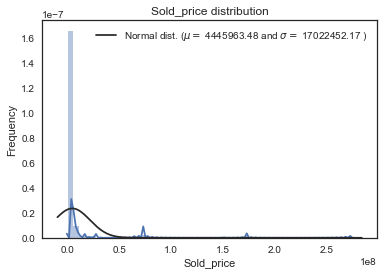 Sold_price distribution
1e−7
Normal dist. (μ = 4445963.48 and σ = 17022452.17 )
1.6
1.4
1.2
1.0
0.8
0.6
0.4
0.2
0.0
Frequency
0.0 0.5 1.0 1.5 2.0 2.5
1e8
Sold_price